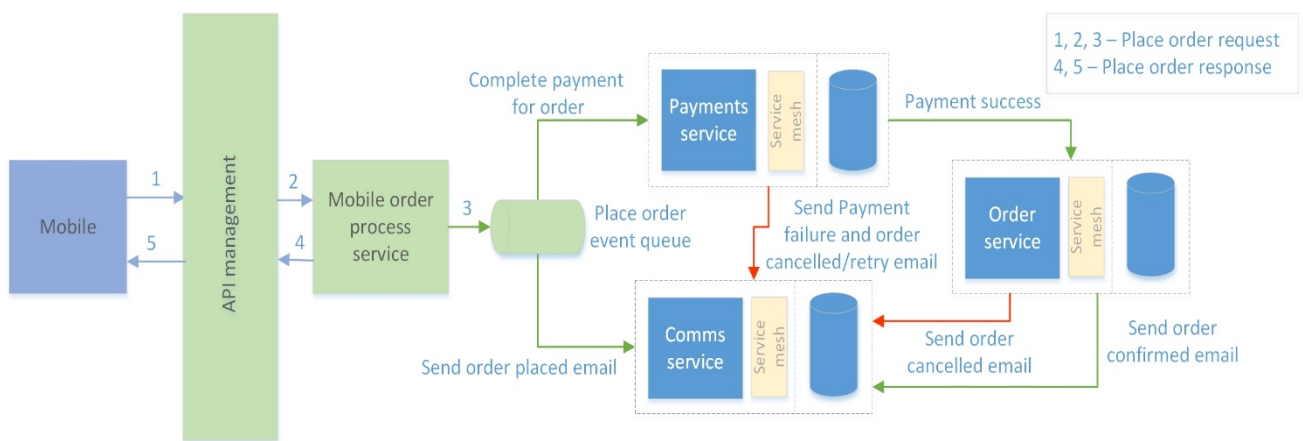 1, 2, 3 – Place order request
4, 5 – Place order response
Mobile
1
5
API management
2
4
Mobile order
process
service
3
Place order
event queue
Complete payment
for order
Send order placed email
Payments
service
Service
mesh
Payment success
Send Payment
failure and order
cancelled/retry email
Order
service
Service
mesh
Comms
service
Service
mesh
Send order
cancelled email
Send order
confirmed email